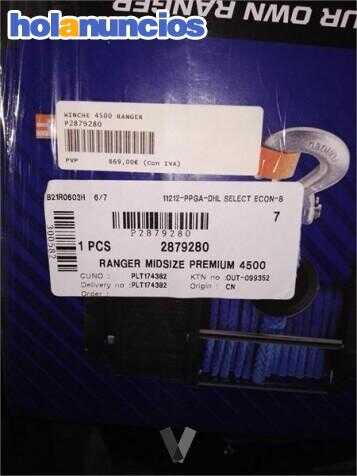 holanuncios
UR OWN RANGER
WINCHE 4500 RANGER
P2879280
PVP 869,00€ (Con IVA)
821R0603H 6/7 11212-PPGA-DHL SELECT ECON-8
300582
P2879280
7
1 PCS 2879280
RANGER MIDSIZE PREMIUM 4500
CUNO : PLT174382 KTN no :OUT-099352
Delivery no :PLT174382 Origin : CN
Order :